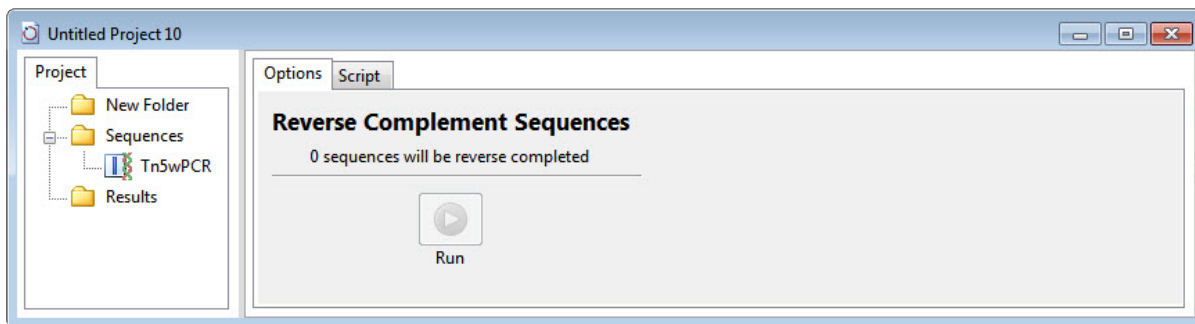 Untitled Project 10
Project
New Folder
Sequences
Tn5wPCR
Results
Options Script
Reverse Complement Sequences
0 sequences will be reverse completed
Run